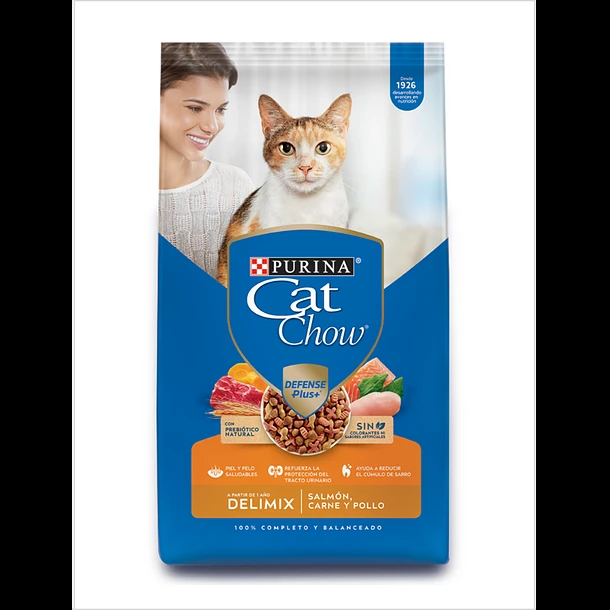 Desde
1926
desarrollando
avances en
nutrición
PURINA®
Cat
Chow®
DEFENSE
Plus+
CON
PREBIÓTICO
NATURAL
SIN
COLORANTES NI
SABORES ARTIFICIALES
PIEL Y PELO
SALUDABLES
REFUERZA LA
PROTECCIÓN DEL
TRACTO URINARIO
AYUDA A REDUCIR
EL CÚMULO DE SARRO
A PARTIR DE 1 AÑO
DELIMIX
SALMÓN,
CARNE Y POLLO
100% COMPLETO Y BALANCEADO